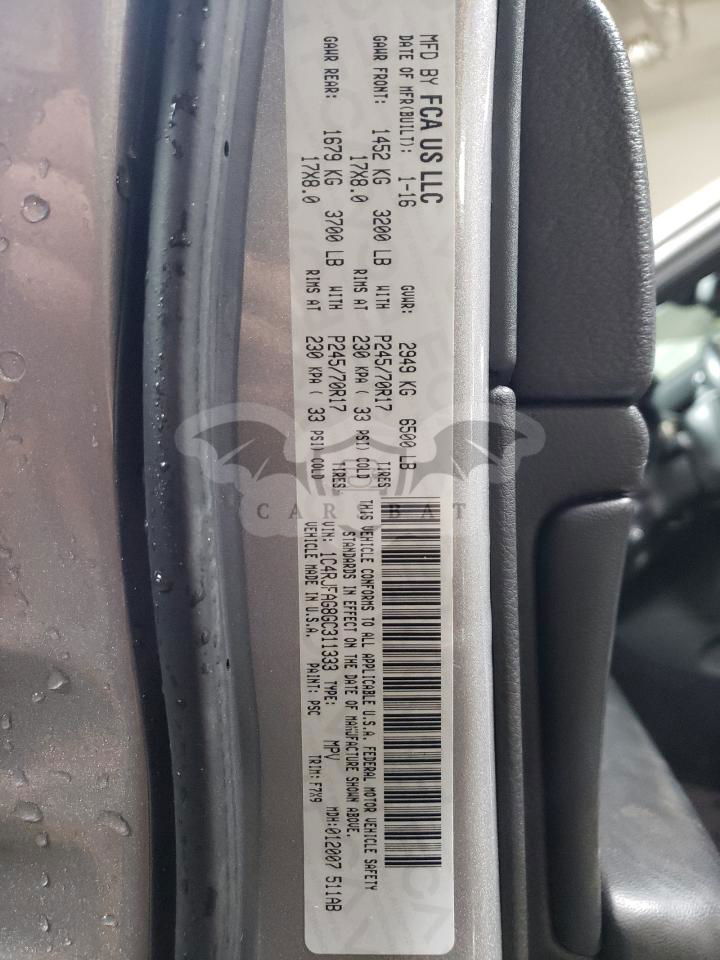 MFD BY FCA US LLC
DATE OF MFR(BUILT): 1-16 GVWR: 2949 KG 6500 LB
GAWR FRONT: 1452 KG 3200 LB WITH P245/70R17 TIRES
17X8.0 RIMS AT 230 KPA ( 33 PSI) COLD
GAWR REAR: 1679 KG 3700 LB WITH P245/70R17 TIRES
17X8.0 RIMS AT 230 KPA ( 33 PSI) COLD
THIS VEHICLE CONFORMS TO ALL APPLICABLE U.S.A. FEDERAL MOTOR VEHICLE SAFETY
STANDARDS IN EFFECT ON THE DATE OF MANUFACTURE SHOWN ABOVE.
VIN: 1C4RJFAG8GC311333 TYPE: MPV MDH:012007 511AB
VEHICLE MADE IN U.S.A. PAINT: PSC TRIM:F7X9
CARSBAT